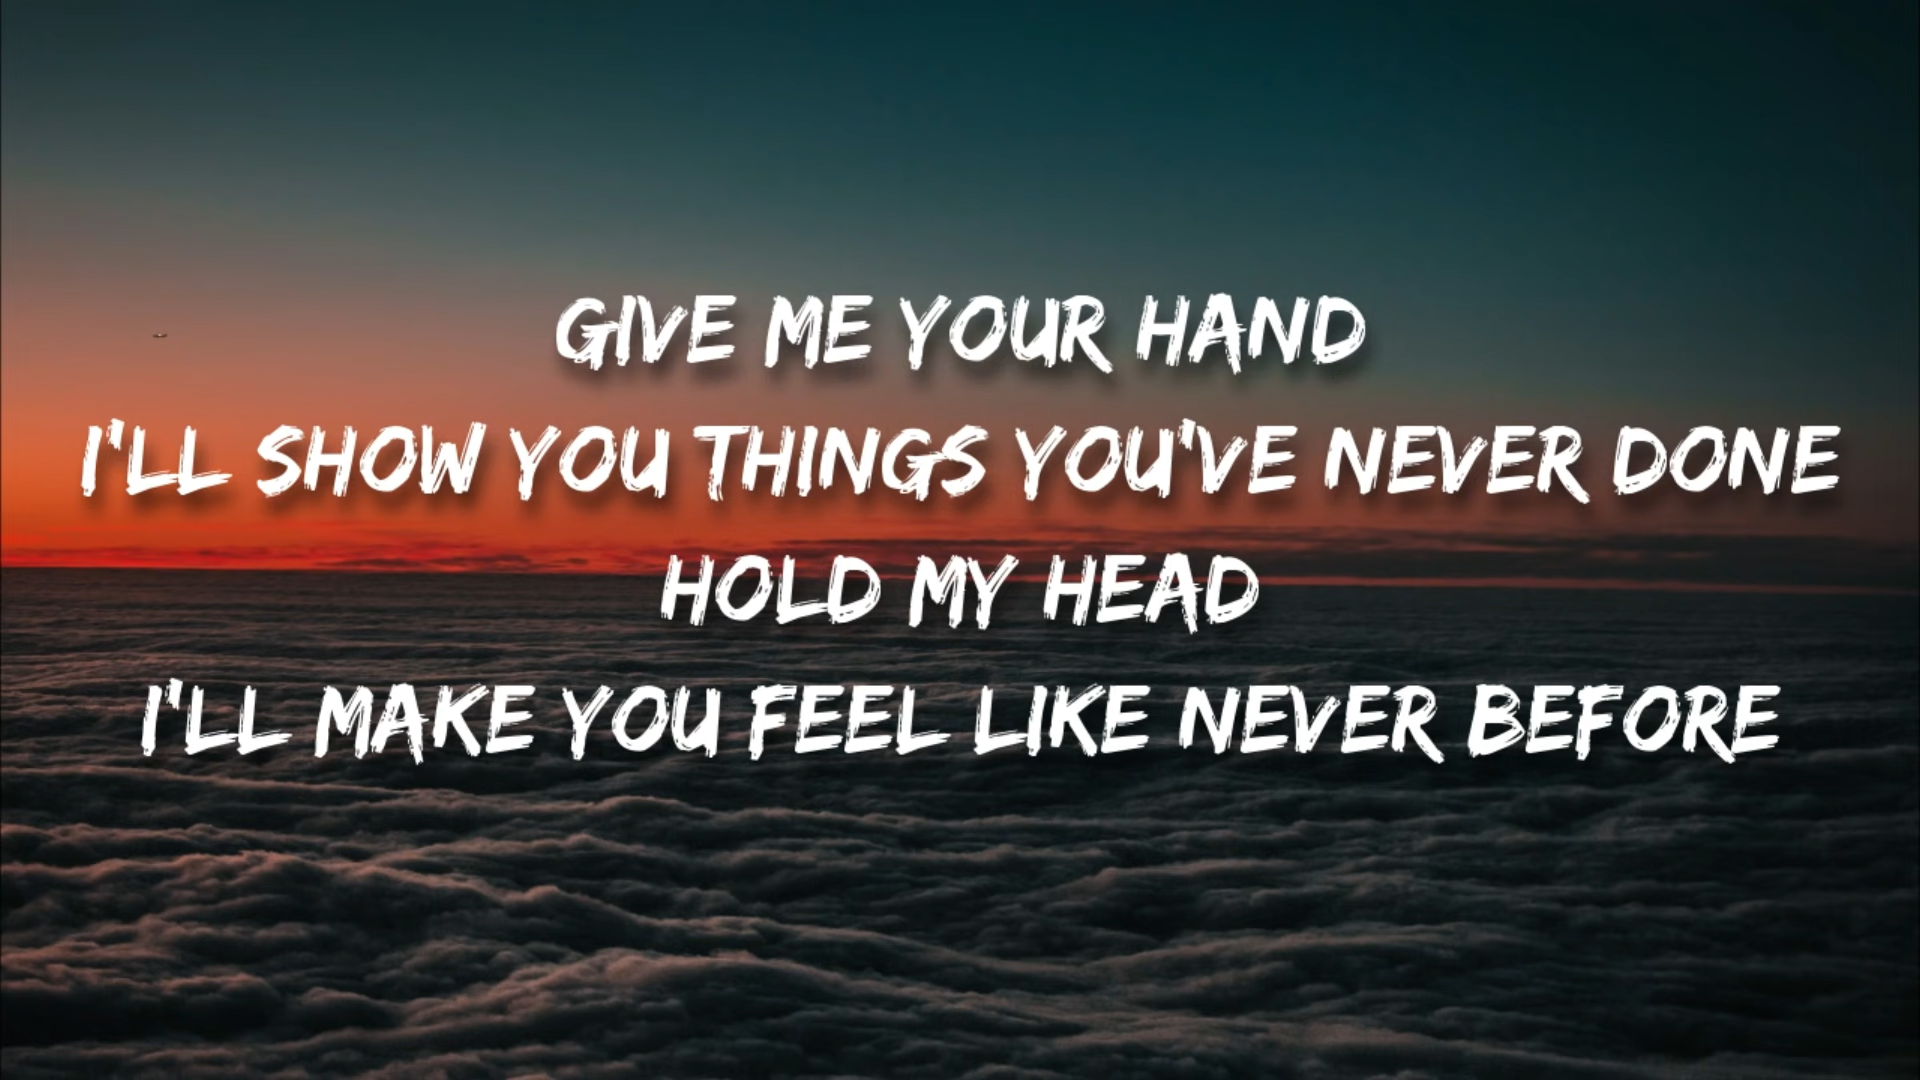 GIVE ME YOUR HAND
I'LL SHOW YOU THINGS YOU'VE NEVER DONE
HOLD MY HEAD
I'LL MAKE YOU FEEL LIKE NEVER BEFORE